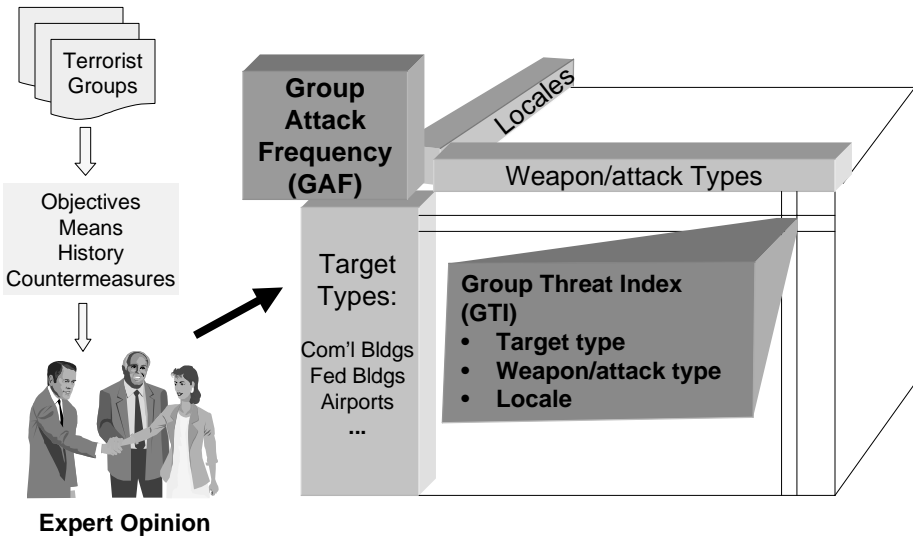 Terrorist
Groups
Objectives
Means
History
Countermeasures
Expert Opinion
Group
Attack
Frequency
(GAF)
Locales
Weapon/attack Types
Target
Types:
Com'l Bldgs
Fed Bldgs
Airports
...
Group Threat Index
(GTI)
• Target type
• Weapon/attack type
• Locale